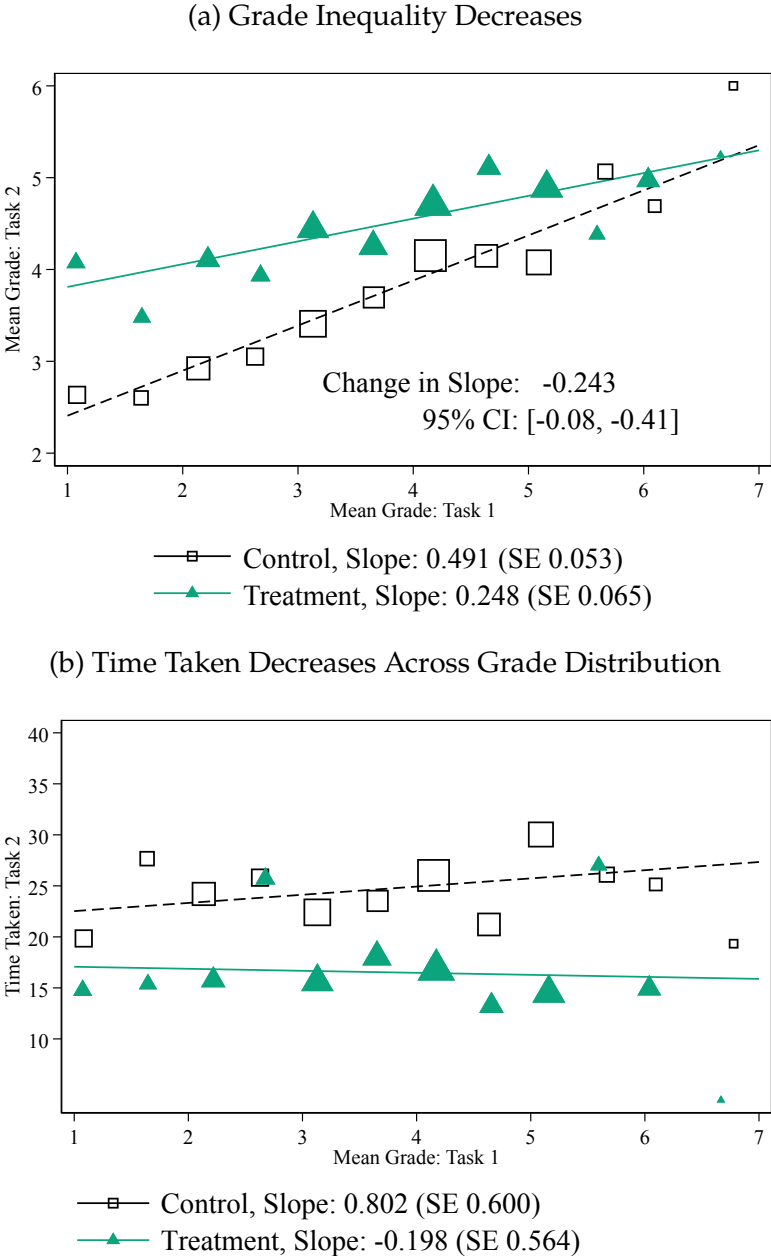 (a) Grade Inequality Decreases
6
5
4
3
2
Mean Grade: Task 2
Change in Slope: -0.243
95% CI: [-0.08, -0.41]
1 2 3 4 5 6 7
Mean Grade: Task 1
Control, Slope: 0.491 (SE 0.053)
Treatment, Slope: 0.248 (SE 0.065)
(b) Time Taken Decreases Across Grade Distribution
40
35
30
25
20
15
10
Time Taken: Task 2
1 2 3 4 5 6 7
Mean Grade: Task 1
Control, Slope: 0.802 (SE 0.600)
Treatment, Slope: -0.198 (SE 0.564)